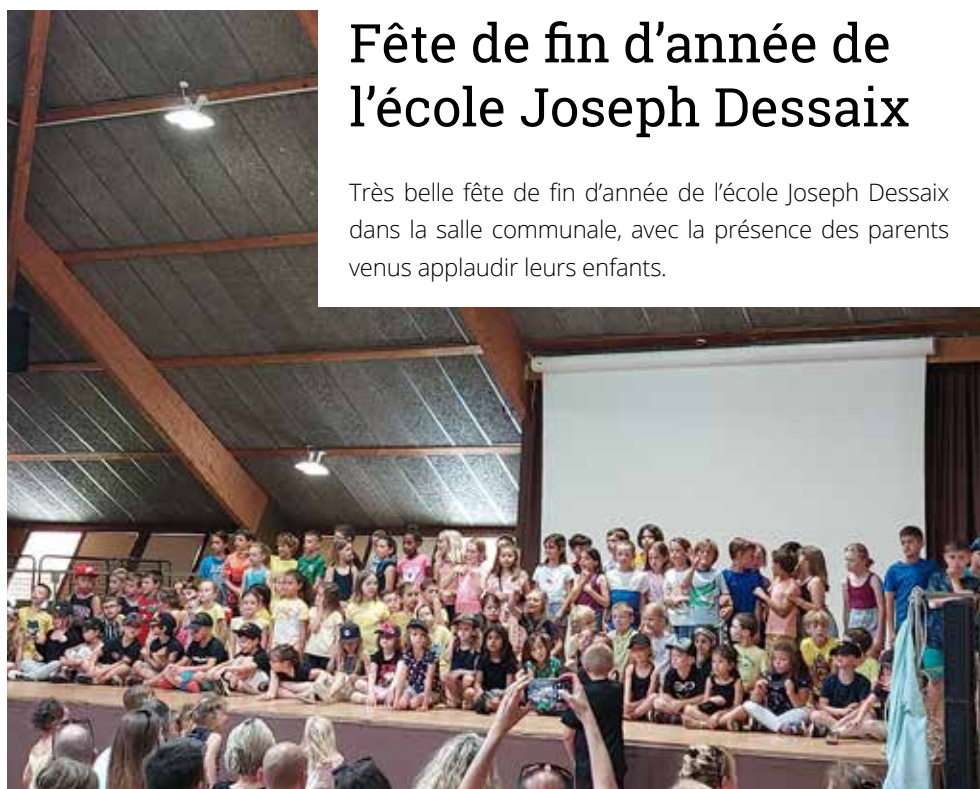 Fête de fin d’année de
l’école Joseph Dessaix
Très belle fête de fin d’année de l’école Joseph Dessaix
dans la salle communale, avec la présence des parents
venus applaudir leurs enfants.